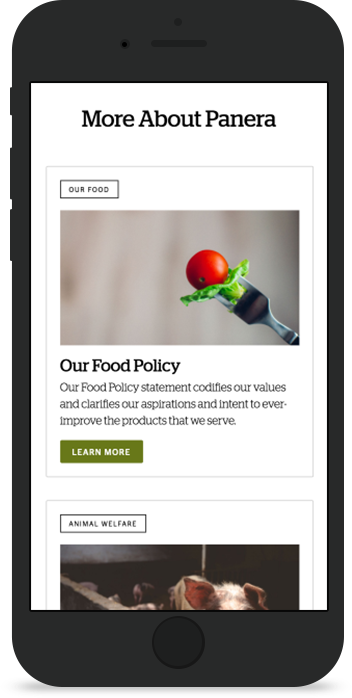 More About Panera
OUR FOOD
Our Food Policy
Our Food Policy statement codifies our values
and clarifies our aspirations and intent to ever-
improve the products that we serve.
LEARN MORE
ANIMAL WELFARE